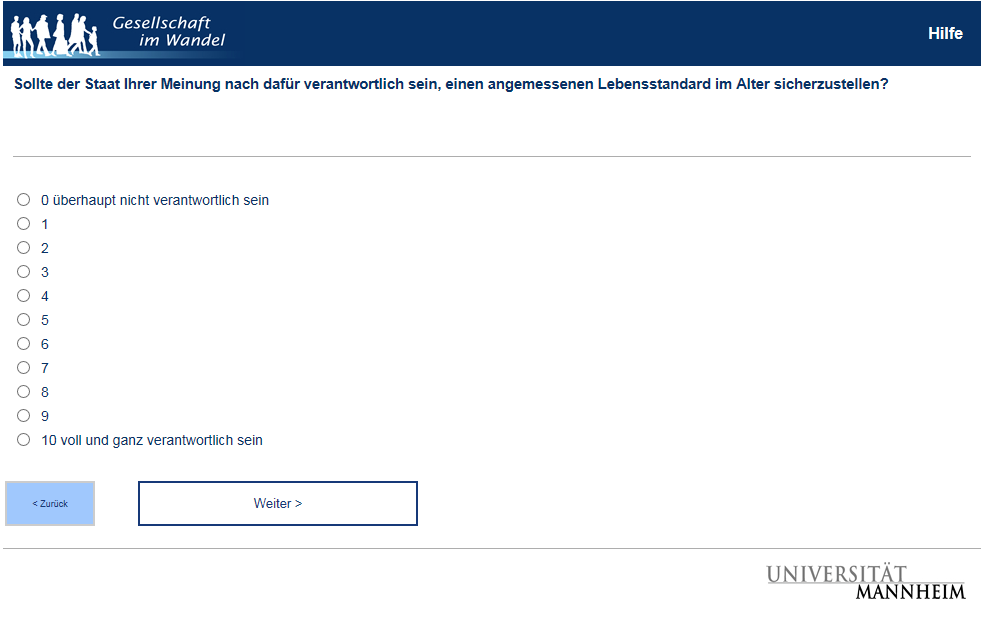 Gesellschaft
im Wandel
Hilfe
Sollte der Staat Ihrer Meinung nach dafür verantwortlich sein, einen angemessenen Lebensstandard im Alter sicherzustellen?
0 überhaupt nicht verantwortlich sein
1
2
3
4
5
6
7
8
9
10 voll und ganz verantwortlich sein
< Zurück
Weiter >
UNIVERSITÄT
MANNHEIM